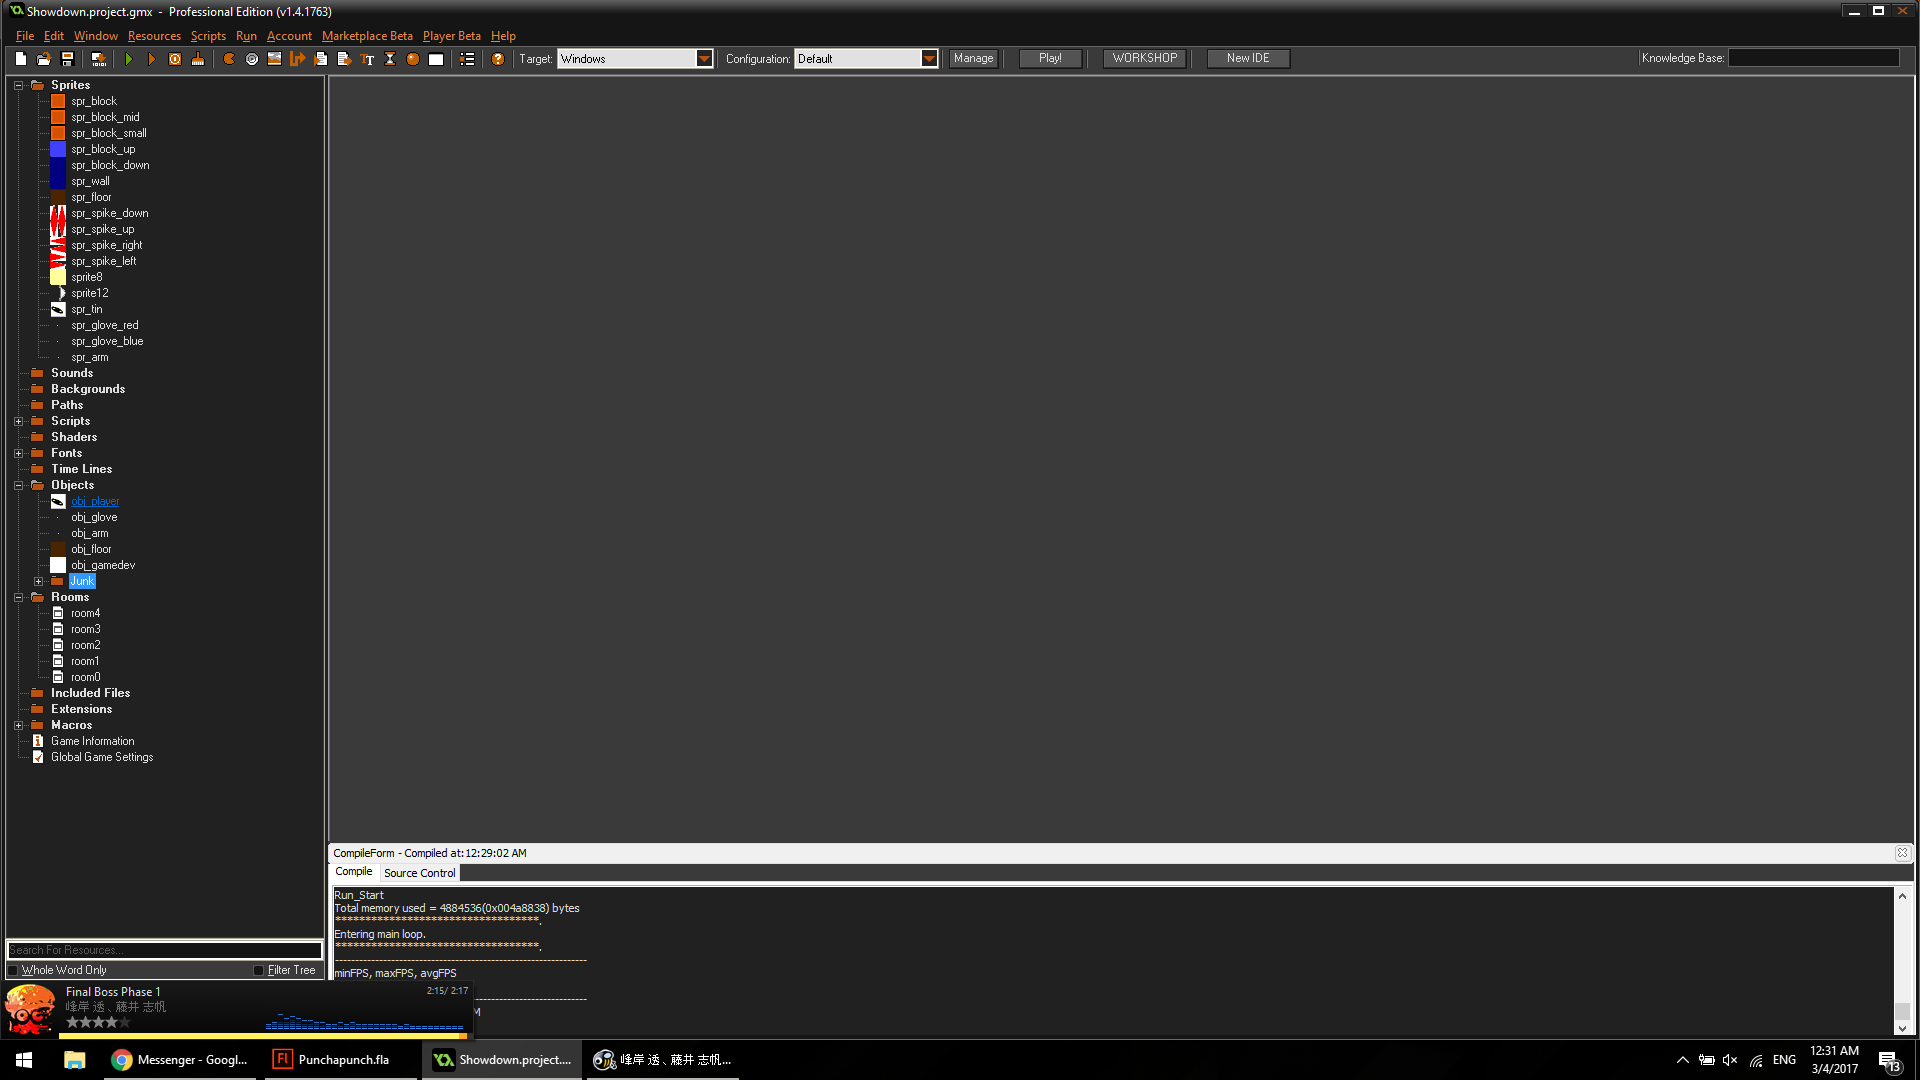 Showdown.project.gmx - Professional Edition (v1.4.1763)
File Edit Window Resources Scripts Run Account Marketplace Beta Player Beta Help
Target: Windows Configuration: Default Manage Play! WORKSHOP New IDE Knowledge Base:
Sprites
spr_block
spr_block_mid
spr_block_small
spr_block_up
spr_block_down
spr_wall
spr_floor
spr_spike_down
spr_spike_up
spr_spike_right
spr_spike_left
sprite8
sprite12
spr_tin
spr_glove_red
spr_glove_blue
spr_arm
Sounds
Backgrounds
Paths
Scripts
Shaders
Fonts
Time Lines
Objects
obj_player
obj_glove
obj_arm
obj_floor
obj_gamedev
Junk
Rooms
room4
room3
room2
room1
room0
Included Files
Extensions
Macros
Game Information
Global Game Settings
Search For Resources...
Whole Word Only Filter Tree
CompileForm - Compiled at: 12:29:02 AM
Compile Source Control
Run_Start
Total memory used = 4884536(0x004a8838) bytes
***********************************.
Entering main loop.
***********************************.
minFPS, maxFPS, avgFPS
M
Final Boss Phase 1
2:15/ 2:17
峰岸 透、藤井 志帆
Messenger - Googl...
Punchapunch.fla
Showdown.project....
峰岸 透、藤井 志帆...
ENG
12:31 AM
3/4/2017
13